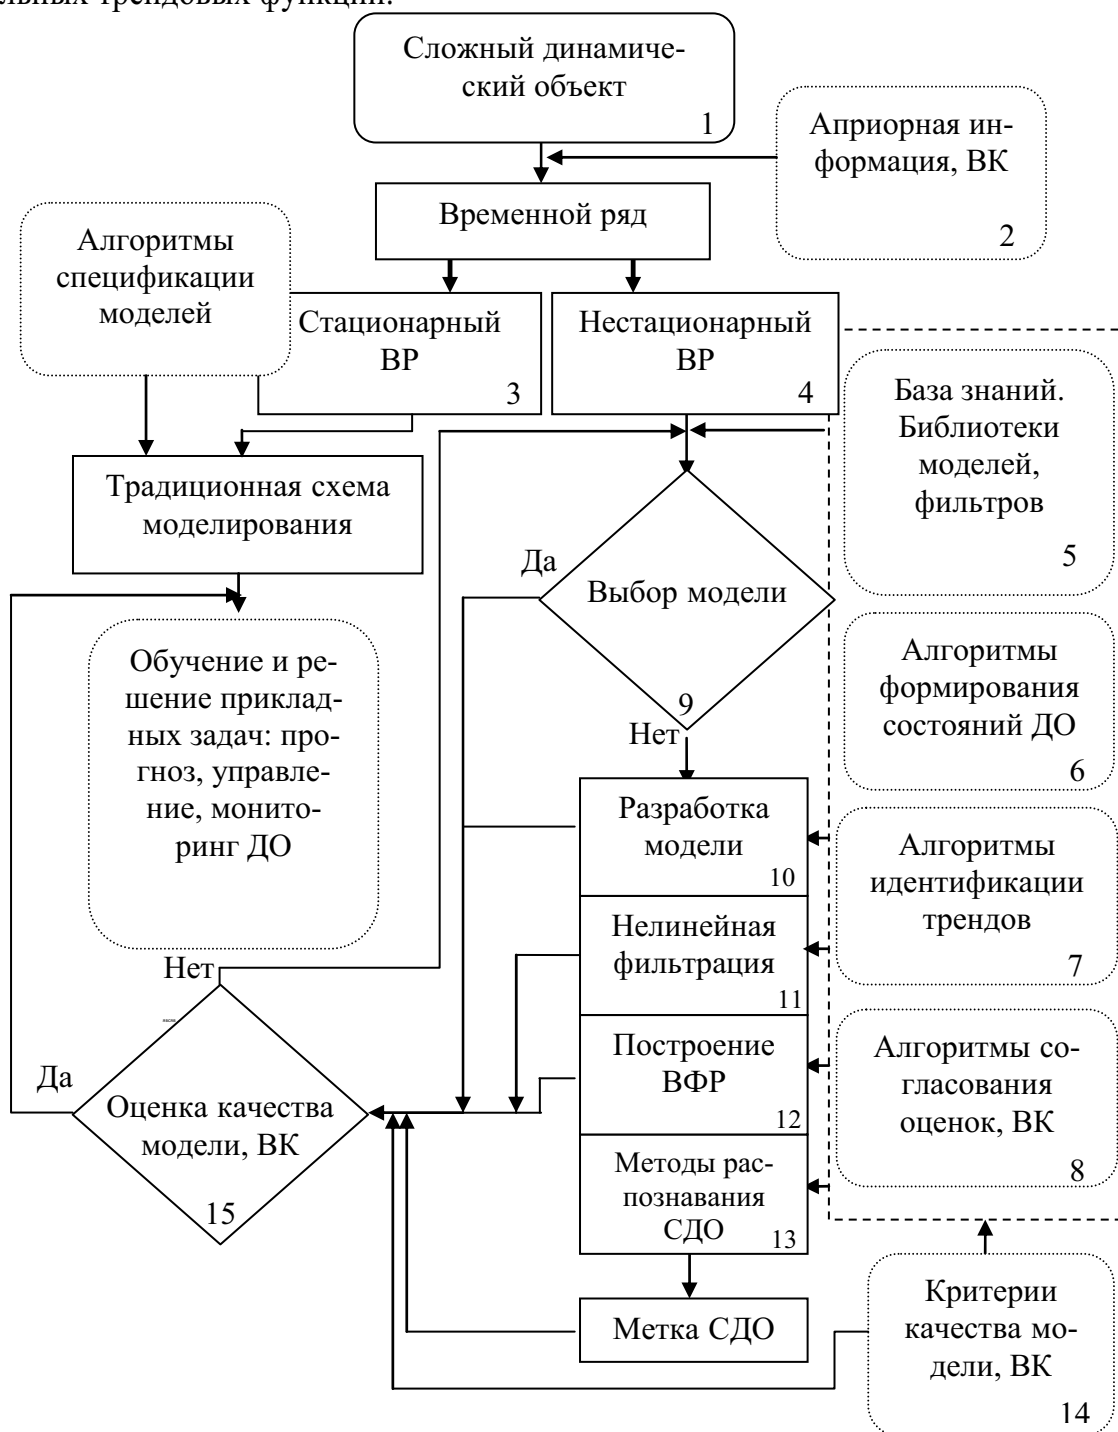 льных трендовых функций.
Сложный динамиче-
ский объект
1
Априорная ин-
формация, ВК
2
Временной ряд
Алгоритмы
спецификации
моделей
Стационарный
ВР
3
Нестационарный
ВР
4
База знаний.
Библиотеки
моделей,
фильтров
5
Традиционная схема
моделирования
Да
Выбор модели
9
Нет
Алгоритмы
формирования
состояний ДО
6
Обучение и ре-
шение приклад-
ных задач: про-
гноз, управле-
ние, монито-
ринг ДО
Разработка
модели
10
Алгоритмы
идентификации
трендов
7
Нелинейная
фильтрация
11
Нет
Построение
ВФР
12
Алгоритмы со-
гласования
оценок, ВК
8
Да
Оценка качества
модели, ВК
15
Методы рас-
познавания
СДО
13
Метка СДО
Критерии
качества мо-
дели, ВК
14